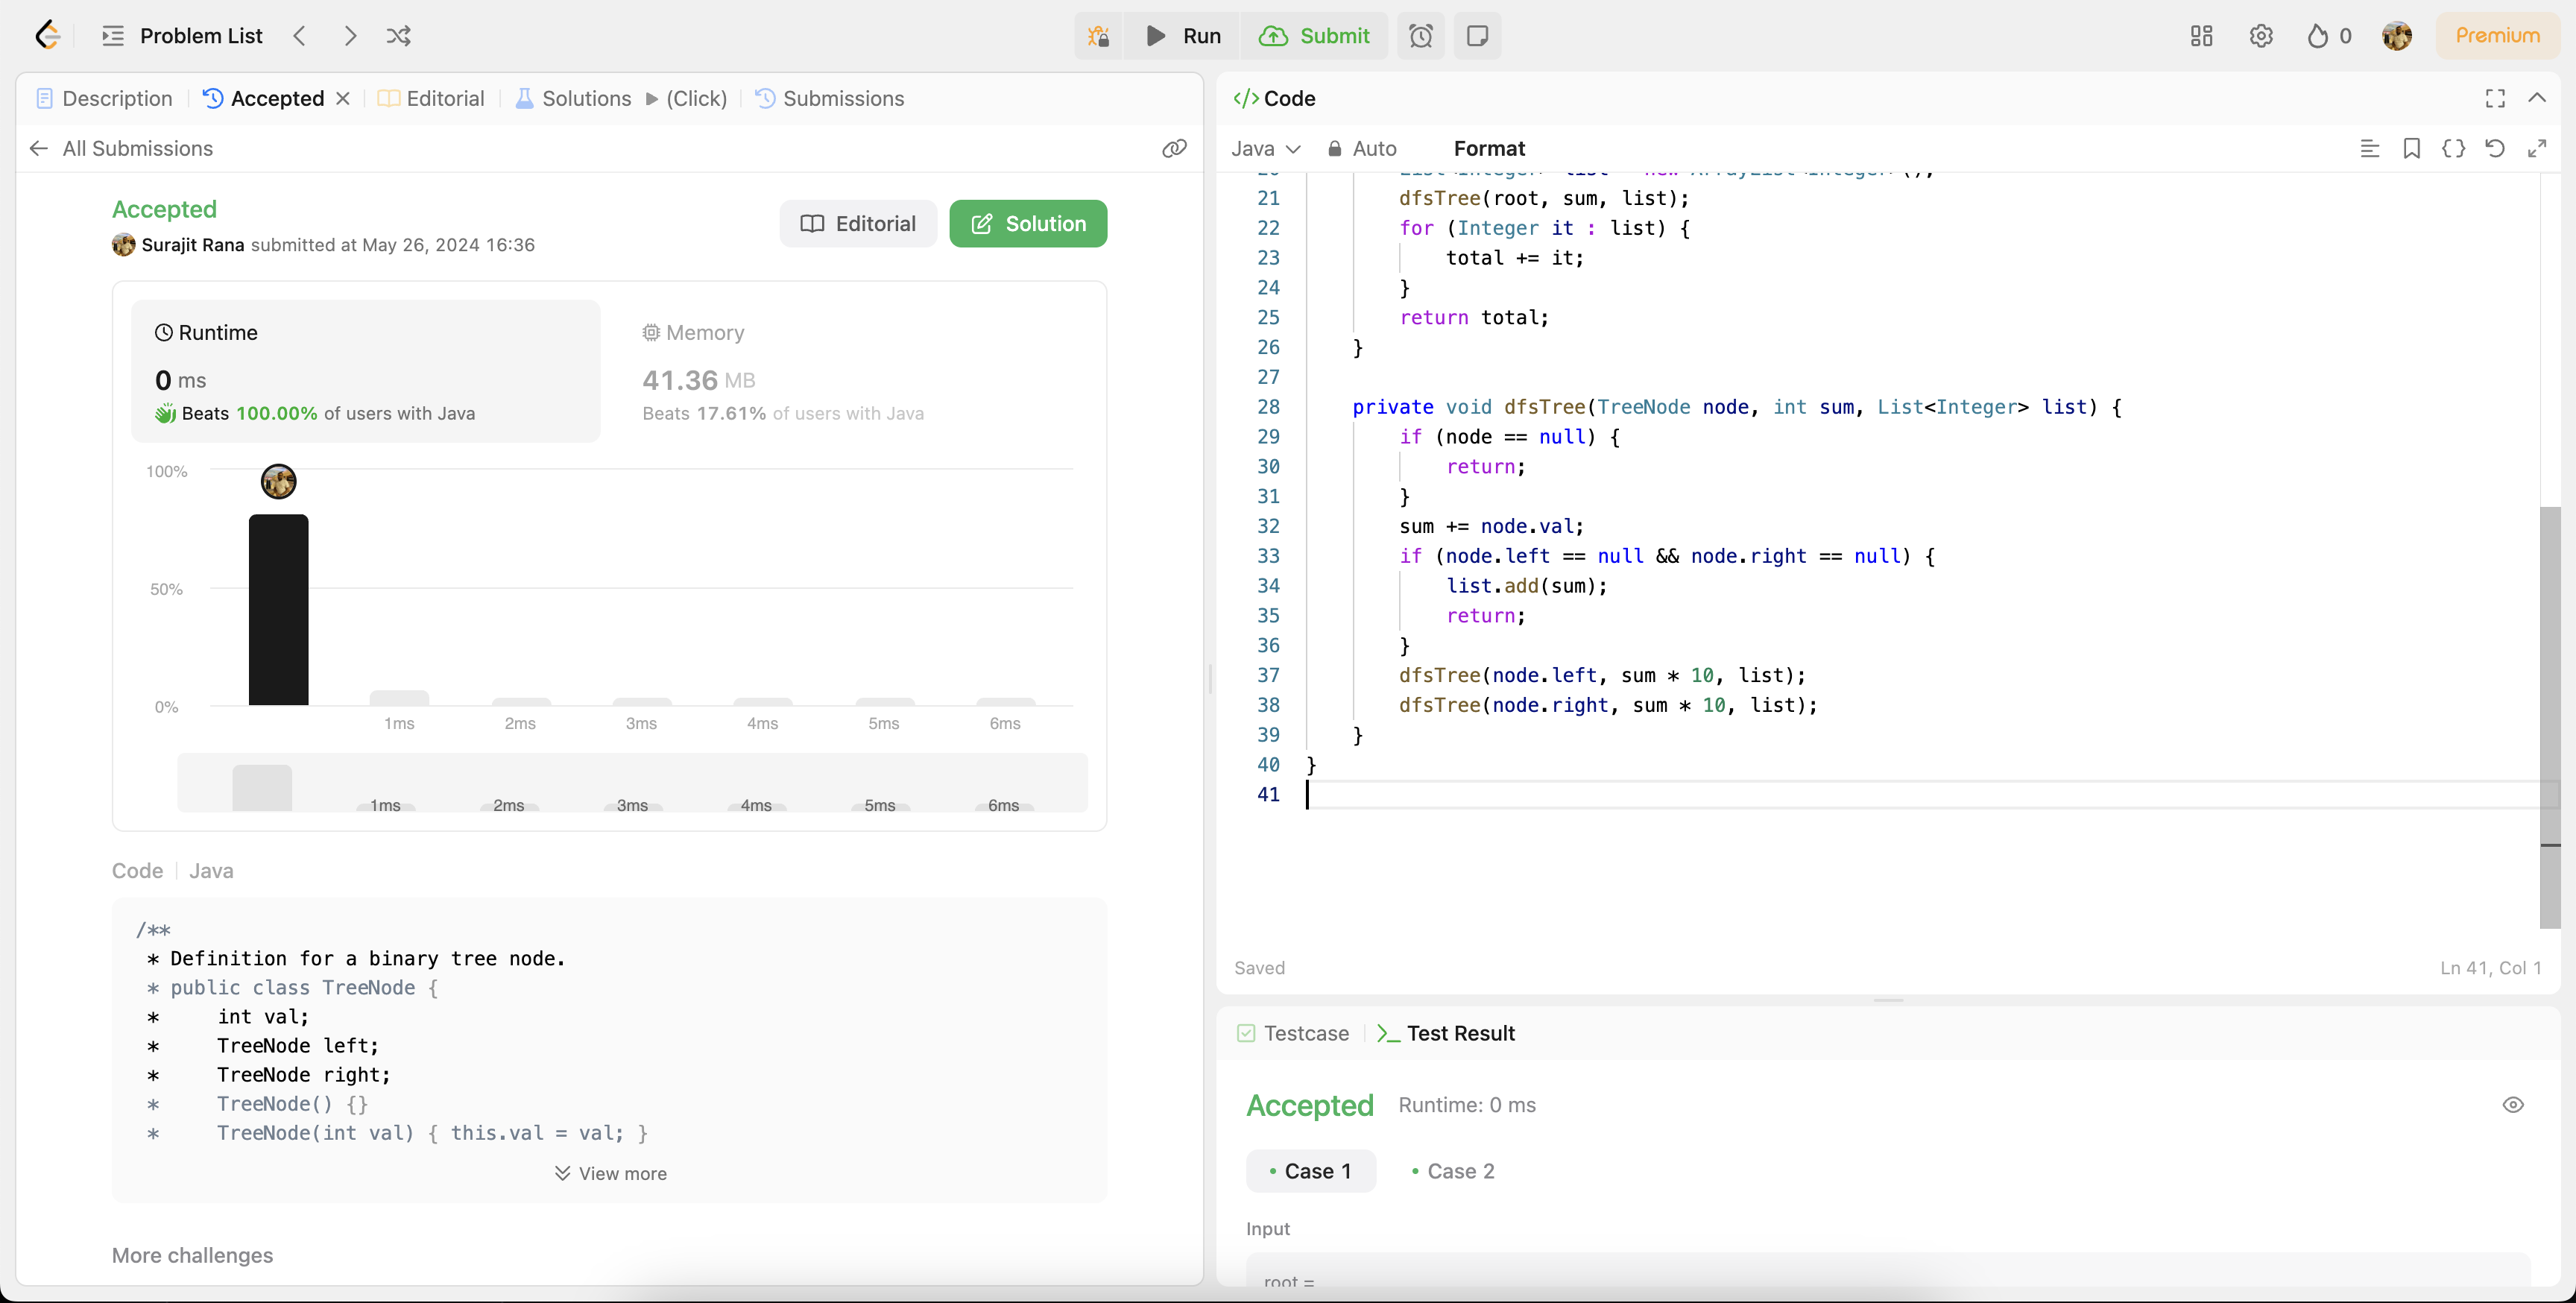 Problem List
Run
Submit
0
Premium
Description
Accepted
Editorial
Solutions
(Click)
Submissions
All Submissions
Accepted
Surajit Rana submitted at May 26, 2024 16:36
Editorial
Solution
Runtime
0 ms
Beats 100.00% of users with Java
Memory
41.36 MB
Beats 17.61% of users with Java
100%
50%
0%
1ms 2ms 3ms 4ms 5ms 6ms
1ms 2ms 3ms 4ms 5ms 6ms
Code
Java
/**
* Definition for a binary tree node.
* public class TreeNode {
* int val;
* TreeNode left;
* TreeNode right;
* TreeNode() {}
* TreeNode(int val) { this.val = val; }
View more
More challenges
</> Code
Java
Auto
Format
21 dfsTree(root, sum, list);
22 for (Integer it : list) {
23 total += it;
24 }
25 return total;
26 }
27
28 private void dfsTree(TreeNode node, int sum, List<Integer> list) {
29 if (node == null) {
30 return;
31 }
32 sum += node.val;
33 if (node.left == null && node.right == null) {
34 list.add(sum);
35 return;
36 }
37 dfsTree(node.left, sum * 10, list);
38 dfsTree(node.right, sum * 10, list);
39 }
40 }
41
Saved
Ln 41, Col 1
Testcase
Test Result
Accepted
Runtime: 0 ms
Case 1
Case 2
Input
root =